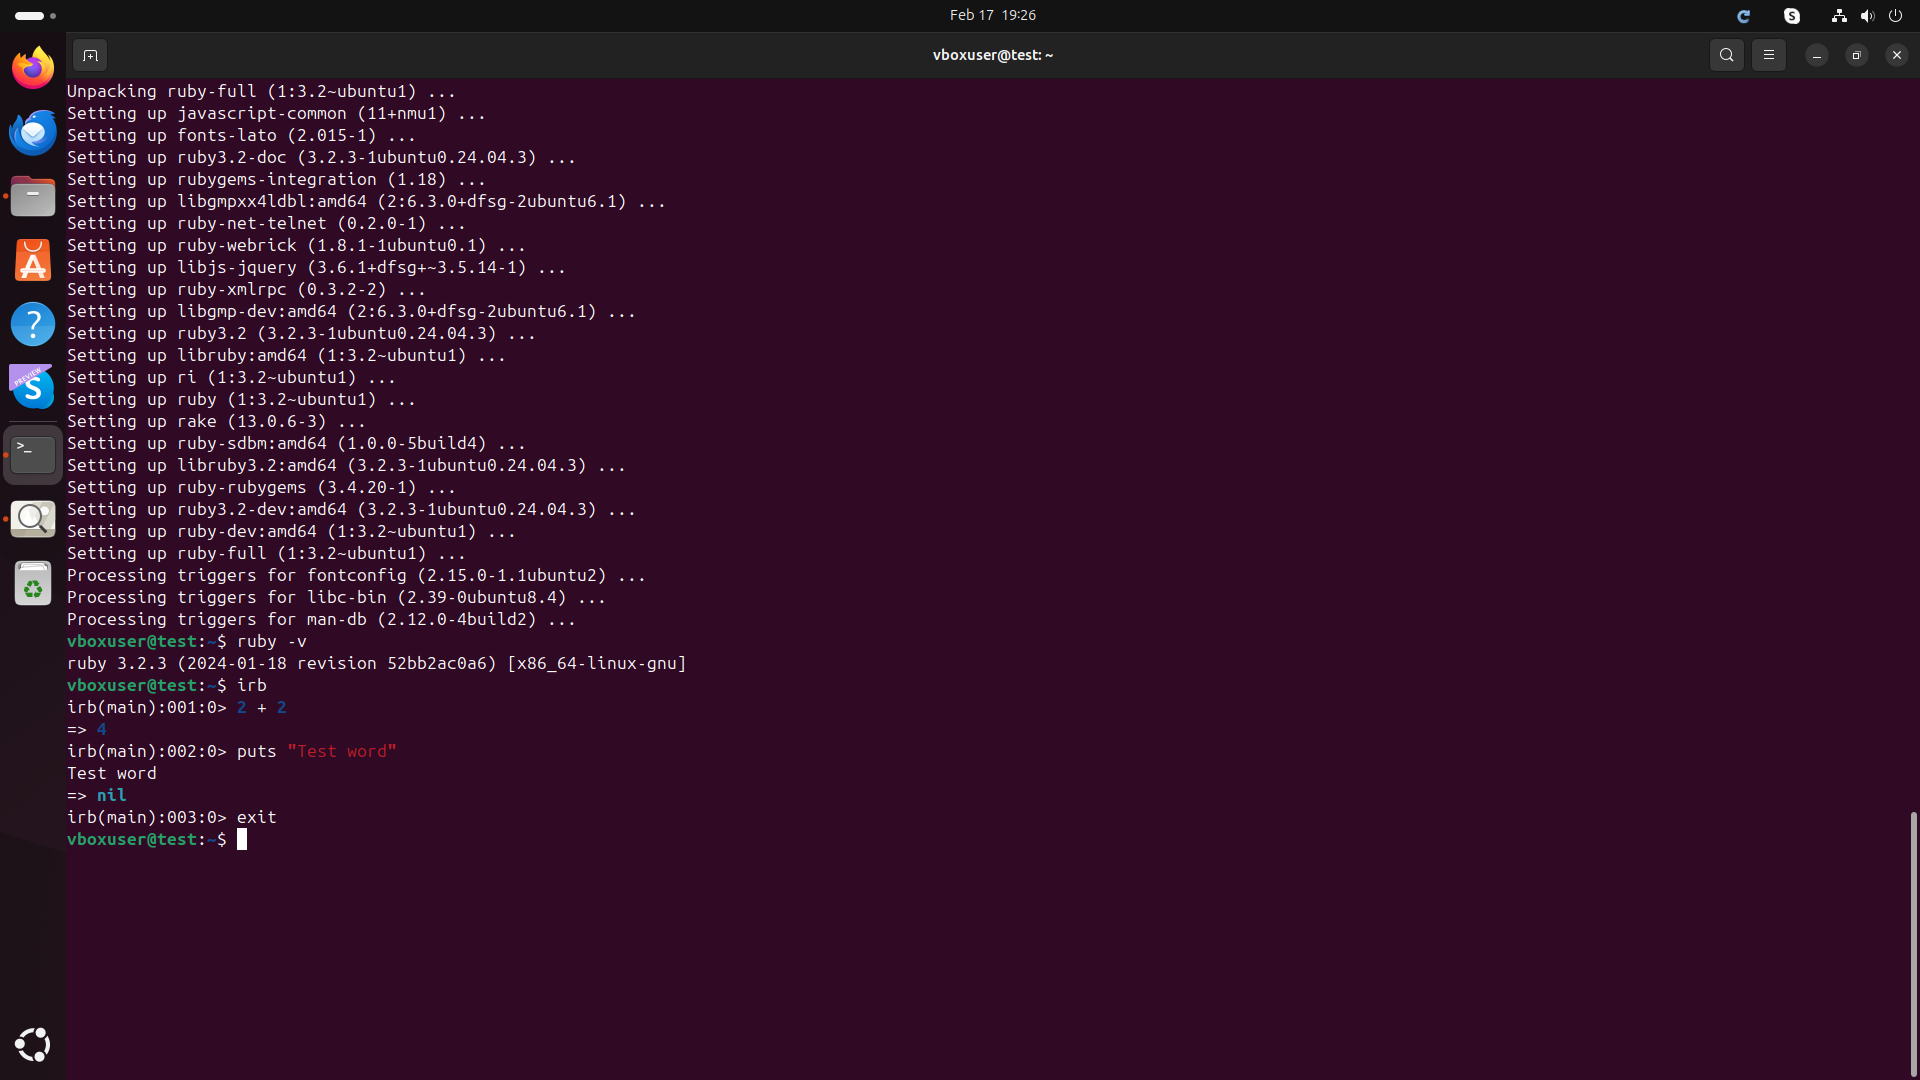 Feb 17 19:26
vboxuser@test: ~
Unpacking ruby-full (1:3.2~ubuntu1) ...
Setting up javascript-common (11+nmu1) ...
Setting up fonts-lato (2.015-1) ...
Setting up ruby3.2-doc (3.2.3-1ubuntu0.24.04.3) ...
Setting up rubygems-integration (1.18) ...
Setting up libgmpxx4ldbl:amd64 (2:6.3.0+dfsg-2ubuntu6.1) ...
Setting up ruby-net-telnet (0.2.0-1) ...
Setting up ruby-webrick (1.8.1-1ubuntu0.1) ...
Setting up libjs-jquery (3.6.1+dfsg+~3.5.14-1) ...
Setting up ruby-xmlrpc (0.3.2-2) ...
Setting up libgmp-dev:amd64 (2:6.3.0+dfsg-2ubuntu6.1) ...
Setting up ruby3.2 (3.2.3-1ubuntu0.24.04.3) ...
Setting up libruby:amd64 (1:3.2~ubuntu1) ...
Setting up ri (1:3.2~ubuntu1) ...
Setting up ruby (1:3.2~ubuntu1) ...
Setting up rake (13.0.6-3) ...
Setting up ruby-sdbm:amd64 (1.0.0-5build4) ...
Setting up libruby3.2:amd64 (3.2.3-1ubuntu0.24.04.3) ...
Setting up ruby-rubygems (3.4.20-1) ...
Setting up ruby3.2-dev:amd64 (3.2.3-1ubuntu0.24.04.3) ...
Setting up ruby-dev:amd64 (1:3.2~ubuntu1) ...
Setting up ruby-full (1:3.2~ubuntu1) ...
Processing triggers for fontconfig (2.15.0-1.1ubuntu2) ...
Processing triggers for libc-bin (2.39-0ubuntu8.4) ...
Processing triggers for man-db (2.12.0-4build2) ...
vboxuser@test:~$ ruby -v
ruby 3.2.3 (2024-01-18 revision 52bb2ac0a6) [x86_64-linux-gnu]
vboxuser@test:~$ irb
irb(main):001:0> 2 + 2
=> 4
irb(main):002:0> puts "Test word"
Test word
=> nil
irb(main):003:0> exit
vboxuser@test:~$
PREVIEW